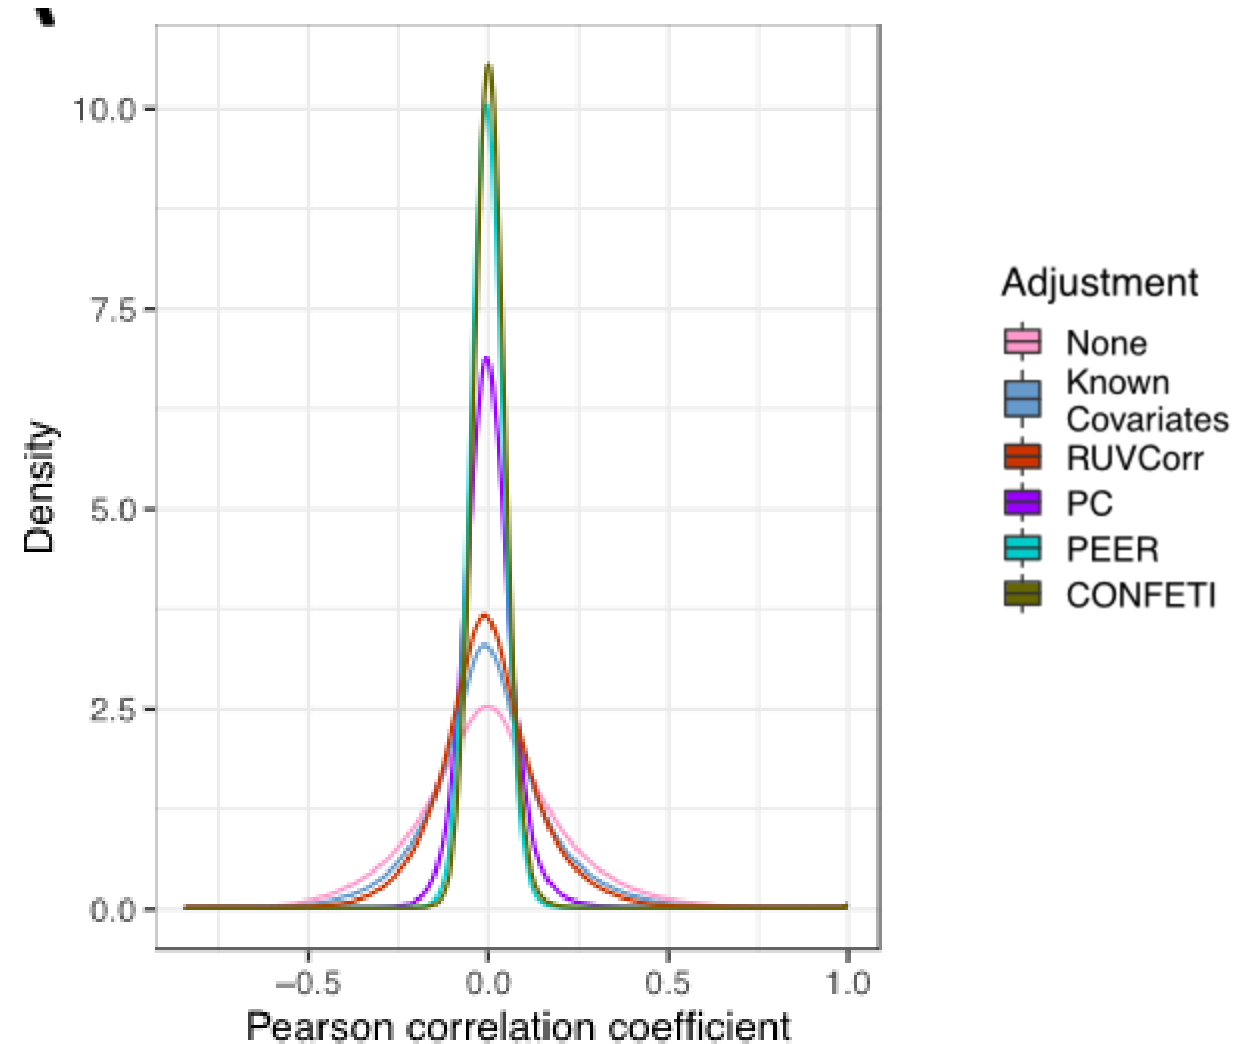 10.0
7.5
5.0
2.5
0.0
Density
−0.5 0.0 0.5 1.0
Pearson correlation coefficient
Adjustment
None
Known
Covariates
RUVCorr
PC
PEER
CONFETI